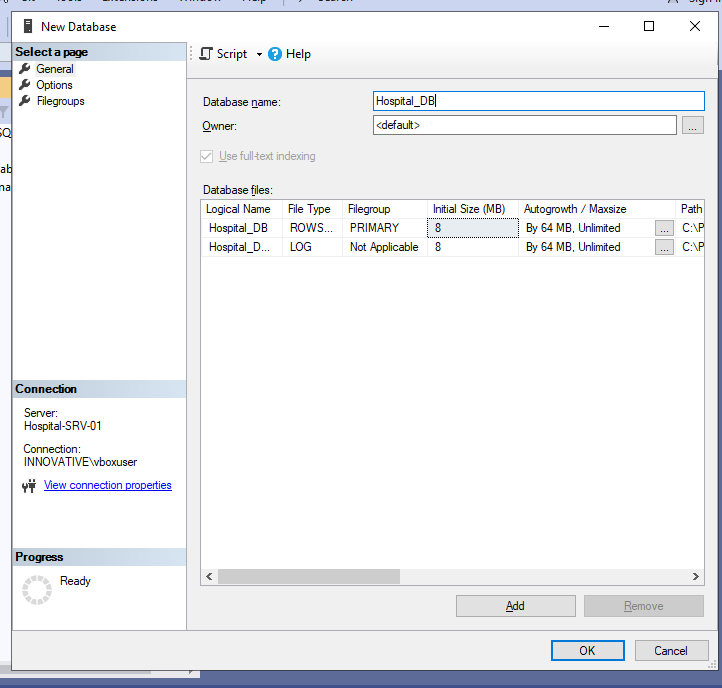 New Database
Select a page
Script Help
General
Options
Filegroups
Database name: Hospital_DB
Owner: <default> ...
Use full-text indexing
Database files:
Logical Name File Type Filegroup Initial Size (MB) Autogrowth / Maxsize Path
Hospital_DB ROWS... PRIMARY 8 By 64 MB, Unlimited ... C:\P
Hospital_D... LOG Not Applicable 8 By 64 MB, Unlimited ... C:\P
Connection
Server:
Hospital-SRV-01
Connection:
INNOVATIVE\vboxuser
View connection properties
Progress
Ready
Add Remove
OK Cancel